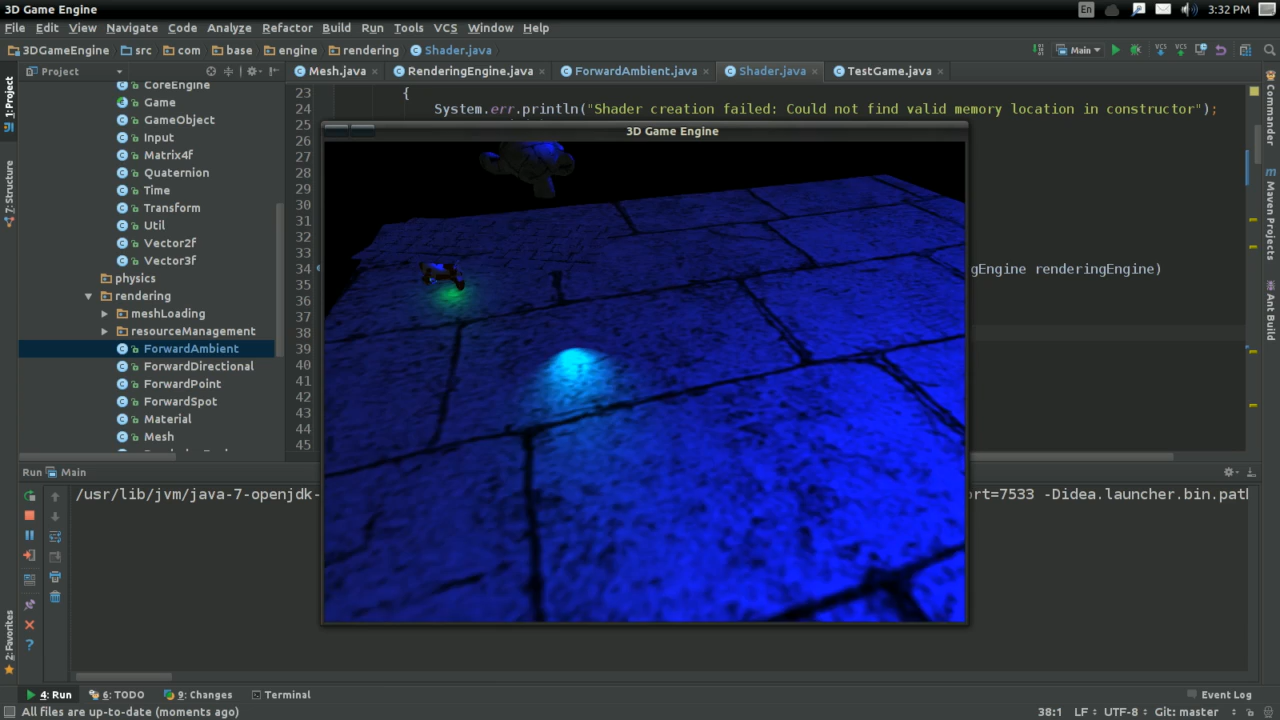 3D Game Engine
En
3:32 PM
File Edit View Navigate Code Analyze Refactor Build Run Tools VCS Window Help
3DGameEngine src com base engine rendering Shader.java
Main
VCS VCS
Project
Mesh.java RenderingEngine.java ForwardAmbient.java Shader.java TestGame.java
1: Project
7: Structure
2: Favorites
CoreEngine
Game
GameObject
Input
Matrix4f
Quaternion
Time
Transform
Util
Vector2f
Vector3f
physics
rendering
meshLoading
resourceManagement
ForwardAmbient
ForwardDirectional
ForwardPoint
ForwardSpot
Material
Mesh
23 {
24 System.err.println("Shader creation failed: Could not find valid memory location in constructor");
25
26
27
28
29
30
31
32
33
34 gEngine renderingEngine)
35
36
37
38
39
40
41
42
43
44
45
3D Game Engine
Commander
Maven Projects
Ant Build
Run Main
/usr/lib/jvm/java-7-openjdk- ort=7533 -Didea.launcher.bin.path
4: Run 6: TODO 9: Changes Terminal
Event Log
All files are up-to-date (moments ago)
38:1 LF UTF-8 Git: master